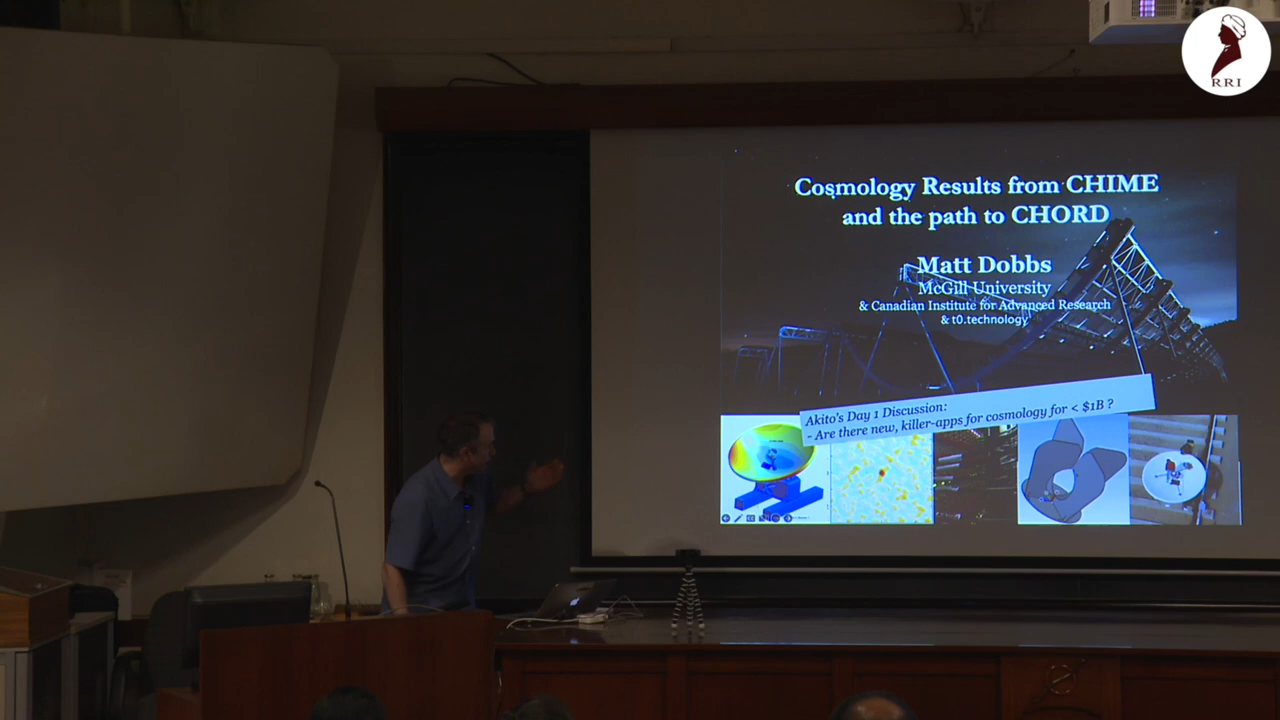 RRI
Cosmology Results from CHIME
and the path to CHORD
Matt Dobbs
McGill University
& Canadian Institute for Advanced Research
& t0.technology
Akito's Day 1 Discussion:
- Are there new, killer-apps for cosmology for < $1B ?